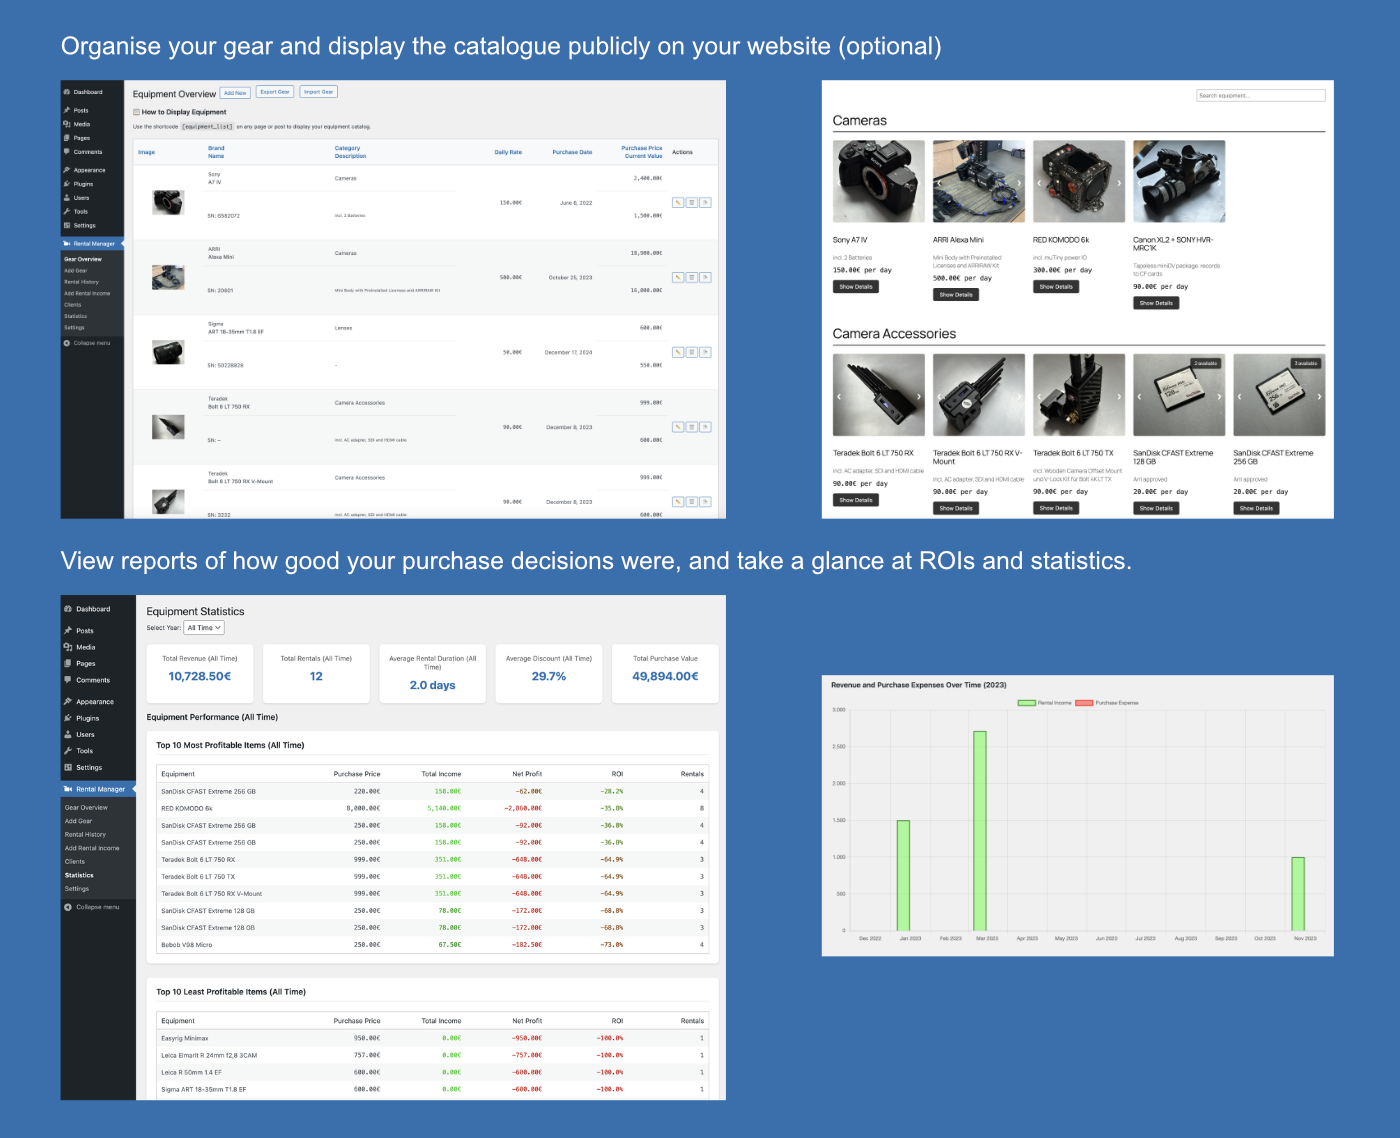 Organise your gear and display the catalogue publicly on your website (optional)
Dashboard
Posts
Media
Pages
Comments
Appearance
Plugins
Users
Tools
Settings
Rental Manager
Gear Overview
Add Gear
Rental History
Add Rental Income
Clients
Statistics
Settings
Collapse menu
Equipment Overview Add New Export Gear Import Gear
How to Display Equipment
Use the shortcode [equipment_list] on any page or post to display your equipment catalog.
Image Brand Name Category Description Daily Rate Purchase Date Purchase Price Current Value Actions
Sony Cameras 2,400.00€
A7 IV
150.00€ June 6, 2022
SN: 6582072 incl. 2 Batteries 1,500.00€
ARRI Cameras 18,900.00€
Alexa Mini
500.00€ October 25, 2023
SN: 20801 Mini Body with Preinstalled Licenses and ARRIRAW Kit 16,000.00€
Sigma Lenses 600.00€
ART 18-35mm T1.8 EF
50.00€ December 17, 2024
SN: 50228828 - 550.00€
Teradek Camera Accessories 999.00€
Bolt 6 LT 750 RX
90.00€ December 8, 2023
SN: - incl. AC adapter, SDI and HDMI cable 600.00€
Teradek Camera Accessories 999.00€
Bolt 6 LT 750 RX V-Mount
90.00€ December 8, 2023
SN: 3232 incl. AC adapter, SDI and HDMI cable 600.00€
Search equipment...
Cameras
Sony A7 IV
incl. 2 Batteries
150.00€ per day
Show Details
ARRI Alexa Mini
Mini Body with Preinstalled
Licenses and ARRIRAW Kit
500.00€ per day
Show Details
RED KOMODO 6k
incl. muTiny power IO
300.00€ per day
Show Details
Canon XL2 + SONY HVR-
MRC1K
Tapeless miniDV package, records
to CF cards
90.00€ per day
Show Details
Camera Accessories
Teradek Bolt 6 LT 750 RX
incl. AC adapter, SDI and HDMI cable
90.00€ per day
Show Details
Teradek Bolt 6 LT 750 RX V-
Mount
incl. AC adapter, SDI and HDMI cable
90.00€ per day
Show Details
Teradek Bolt 6 LT 750 TX
incl. Wooden Camera Offset Mount
und V-Lock Kit für Bolt 4K LT TX
90.00€ per day
Show Details
2 available
SanDisk CFAST Extreme
128 GB
Arri approved
20.00€ per day
Show Details
3 available
SanDisk CFAST Extreme
256 GB
Arri approved
20.00€ per day
Show Details
View reports of how good your purchase decisions were, and take a glance at ROIs and statistics.
Dashboard
Posts
Media
Pages
Comments
Appearance
Plugins
Users
Tools
Settings
Rental Manager
Gear Overview
Add Gear
Rental History
Add Rental Income
Clients
Statistics
Settings
Collapse menu
Equipment Statistics
Select Year: All Time
Total Revenue (All Time)
10,728.50€
Total Rentals (All Time)
12
Average Rental Duration (All
Time)
2.0 days
Average Discount (All Time)
29.7%
Total Purchase Value
49,894.00€
Equipment Performance (All Time)
Top 10 Most Profitable Items (All Time)
Equipment Purchase Price Total Income Net Profit ROI Rentals
SanDisk CFAST Extreme 256 GB 220.00€ 158.00€ -62.00€ -28.2% 4
RED KOMODO 6k 8,000.00€ 5,140.00€ -2,860.00€ -35.8% 8
SanDisk CFAST Extreme 256 GB 250.00€ 158.00€ -92.00€ -36.8% 4
SanDisk CFAST Extreme 256 GB 250.00€ 158.00€ -92.00€ -36.8% 4
Teradek Bolt 6 LT 750 RX 999.00€ 351.00€ -648.00€ -64.9% 3
Teradek Bolt 6 LT 750 TX 999.00€ 351.00€ -648.00€ -64.9% 3
Teradek Bolt 6 LT 750 RX V-Mount 999.00€ 351.00€ -648.00€ -64.9% 3
SanDisk CFAST Extreme 128 GB 250.00€ 78.00€ -172.00€ -68.8% 3
SanDisk CFAST Extreme 128 GB 250.00€ 78.00€ -172.00€ -68.8% 3
Bebob V98 Micro 250.00€ 67.50€ -182.50€ -73.0% 4
Top 10 Least Profitable Items (All Time)
Equipment Purchase Price Total Income Net Profit ROI Rentals
Easyrig Minimax 950.00€ 0.00€ -950.00€ -100.0% 1
Leica Elmarit R 24mm f2,8 3CAM 757.00€ 0.00€ -757.00€ -100.0% 1
Leica R 50mm 1.4 EF 600.00€ 0.00€ -600.00€ -100.0% 1
Sigma ART 18-35mm T1.8 EF 600.00€ 0.00€ -600.00€ -100.0% 1
Revenue and Purchase Expenses Over Time (2023)
Rental Income Purchase Expense
3.000
2.500
2.000
1.500
1.000
500
0
Dec 2022 Jan 2023 Feb 2023 Mar 2023 Apr 2023 May 2023 Jun 2023 Jul 2023 Aug 2023 Sep 2023 Oct 2023 Nov 2023